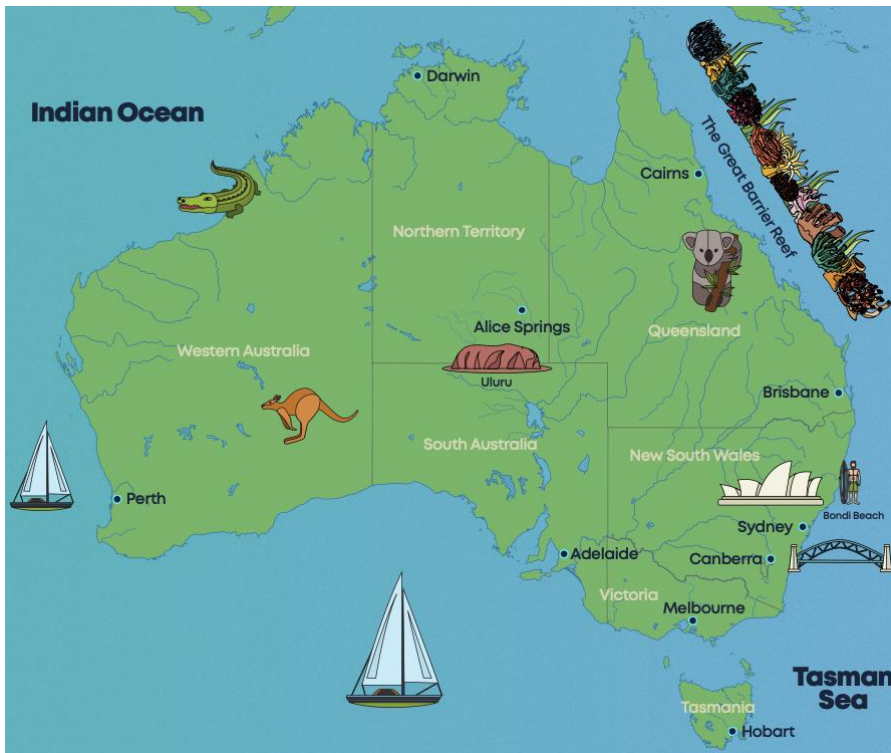 Darwin
Indian Ocean
The Great Barrier Reef
Cairns
Northern Territory
Alice Springs
Queensland
Western Australia
Uluru
Brisbane
South Australia
New South Wales
Perth
Bondi Beach
Sydney
Adelaide
Canberra
Victoria
Melbourne
Tasman
Sea
Tasmania
Hobart